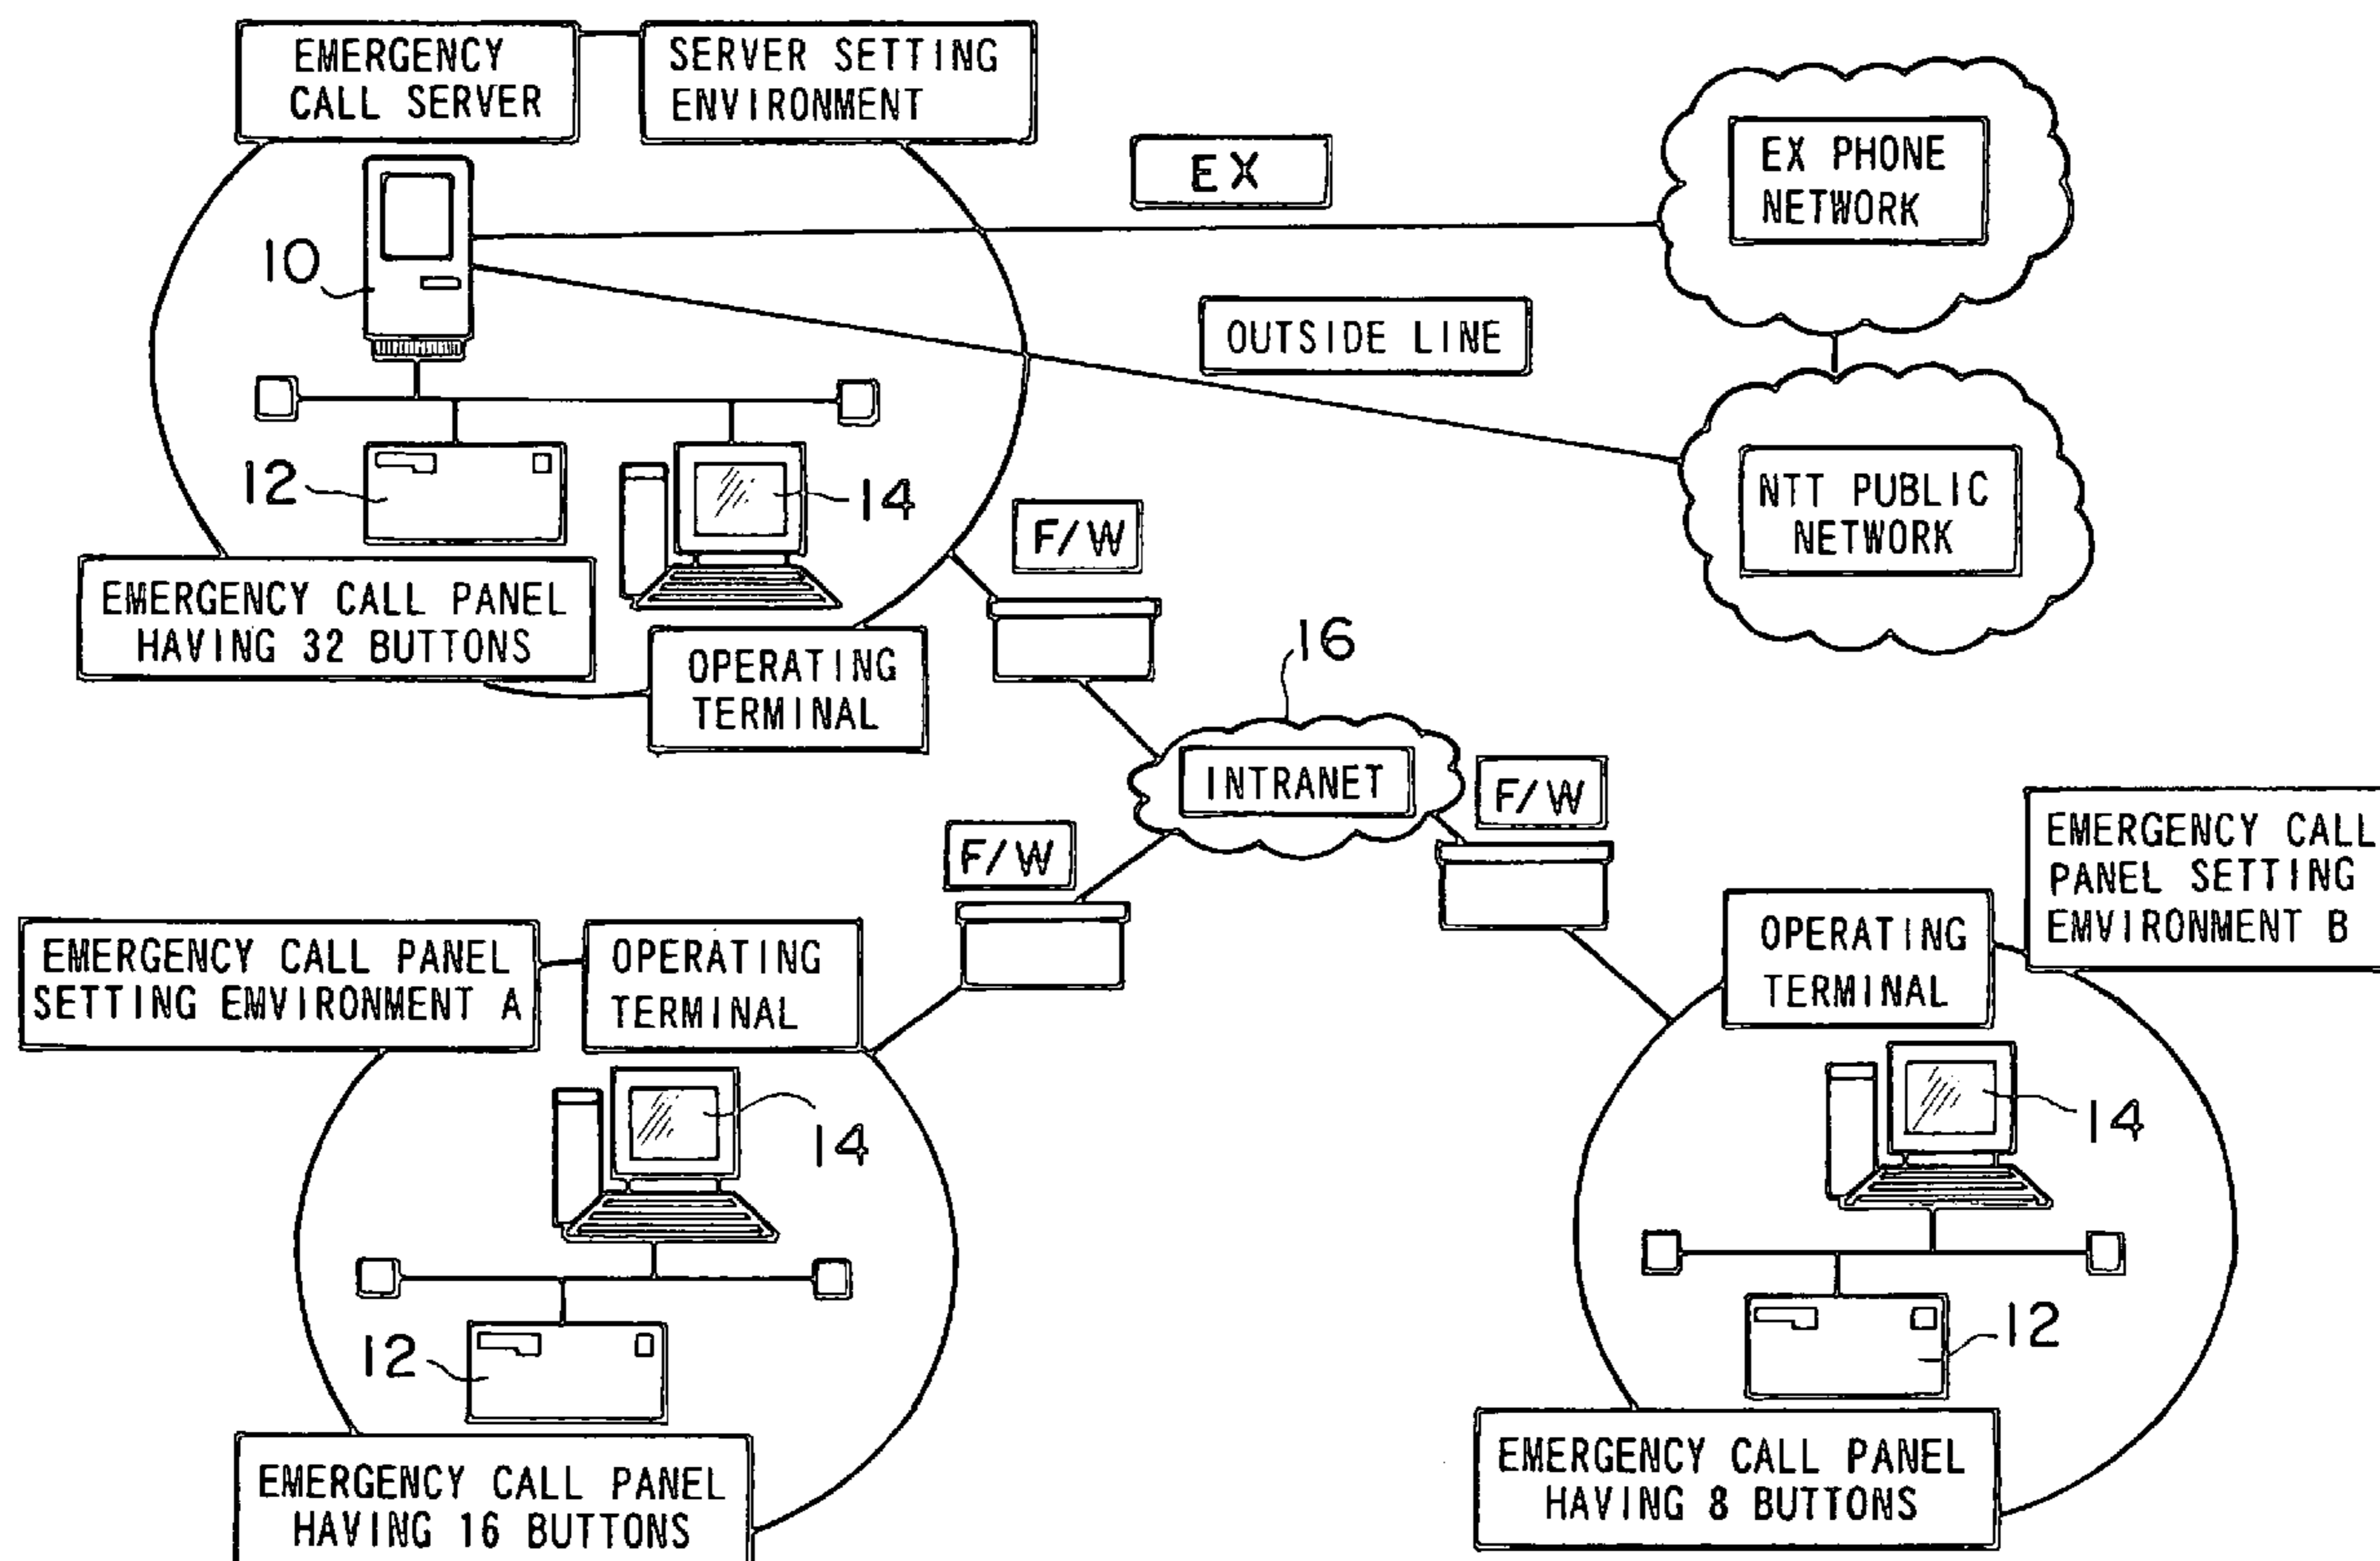 EMERGENCY
CALL SERVER
SERVER SETTING
ENVIRONMENT
EX
EX PHONE
NETWORK
10
OUTSIDE LINE
12
14
NTT PUBLIC
NETWORK
F/W
EMERGENCY CALL PANEL
HAVING 32 BUTTONS
OPERATING
TERMINAL
16
INTRANET
F/W
F/W
EMERGENCY CALL PANEL
SETTING EMVIRONMENT A
OPERATING
TERMINAL
OPERATING
TERMINAL
EMERGENCY CALL
PANEL SETTING
EMVIRONMENT B
14
14
12
12
EMERGENCY CALL PANEL
HAVING 16 BUTTONS
EMERGENCY CALL PANEL
HAVING 8 BUTTONS